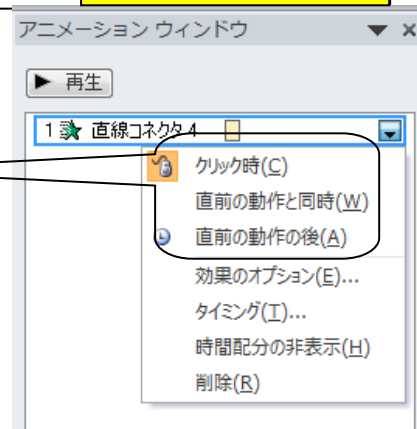 アニメーション ウィンドウ
再生
1 直線コネクタ 4
クリック時(C)
直前の動作と同時(W)
直前の動作の後(A)
効果のオプション(E)...
タイミング(T)...
時間配分の非表示(H)
削除(R)